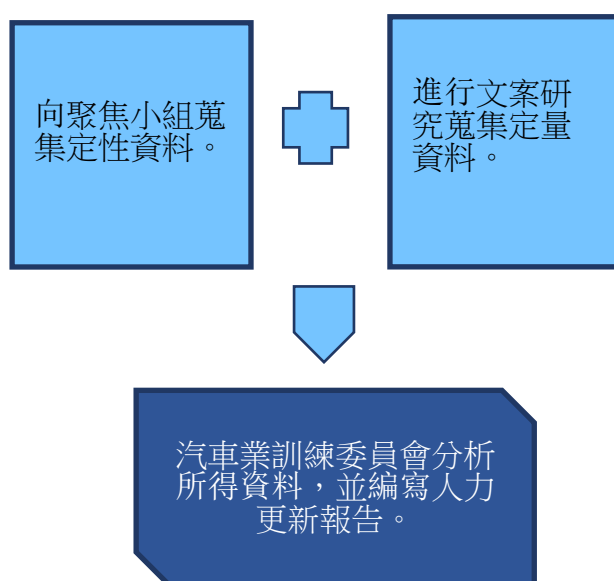 向聚焦小組蒐
集定性資料。
進行文案研
究蒐集定量
資料。
汽車業訓練委員會分析
所得資料，並編寫人力
更新報告。